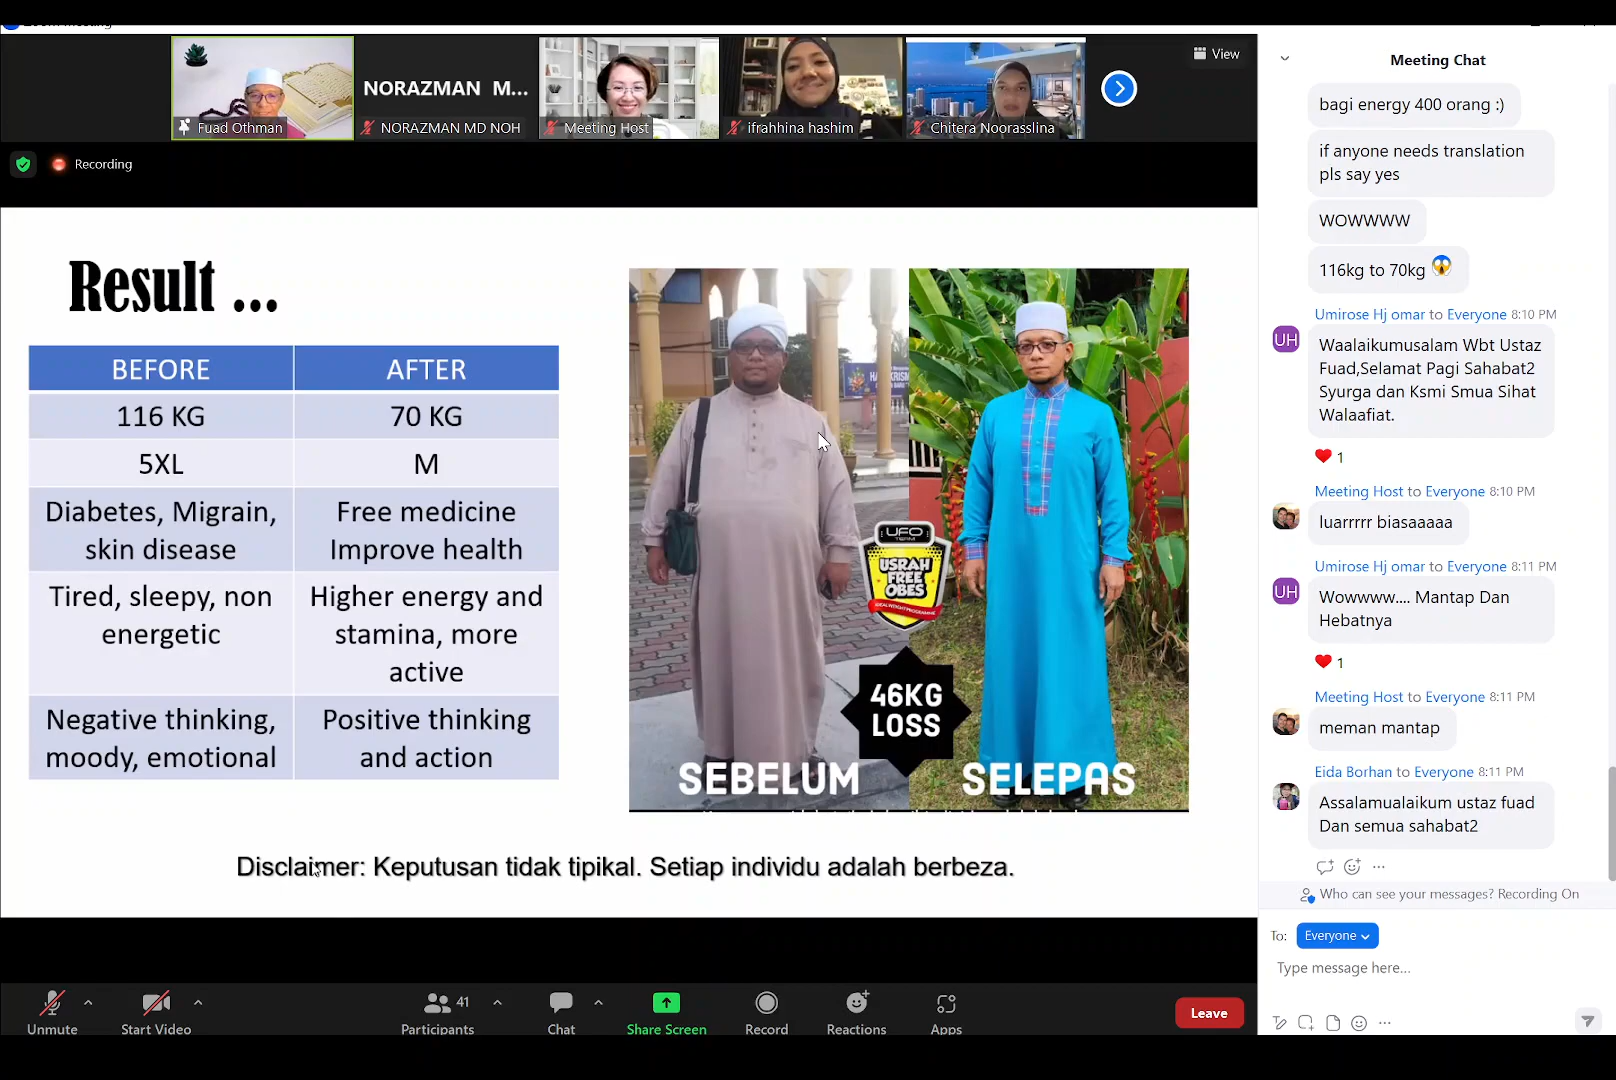 NORAZMAN M...
Fuad Othman
NORAZMAN MD NOH
Meeting Host
ifrahhina hashim
Chitera Noorasslina
View
Recording
Result ...
BEFORE
AFTER
116 KG
70 KG
5XL
M
Diabetes, Migrain,
skin disease
Free medicine
Improve health
Tired, sleepy, non
energetic
Higher energy and
stamina, more
active
Negative thinking,
moody, emotional
Positive thinking
and action
UFO
TEAM
USRAH
FREE
OBES
IDEAL WEIGHT PROGRAMME
46KG
LOSS
SEBELUM
SELEPAS
Disclaimer: Keputusan tidak tipikal. Setiap individu adalah berbeza.
Unmute
Start Video
41
Participants
Chat
Share Screen
Record
Reactions
Apps
Leave
Meeting Chat
bagi energy 400 orang :)
if anyone needs translation
pls say yes
WOWWWW
116kg to 70kg 😱
Umirose Hj omar to Everyone 8:10 PM
UH
Waalaikumusalam Wbt Ustaz
Fuad,Selamat Pagi Sahabat2
Syurga dan Ksmi Smua Sihat
Walaafiat.
❤️ 1
Meeting Host to Everyone 8:10 PM
luarrrrr biasaaaaa
Umirose Hj omar to Everyone 8:11 PM
UH
Wowwww.... Mantap Dan
Hebatnya
❤️ 1
Meeting Host to Everyone 8:11 PM
meman mantap
Eida Borhan to Everyone 8:11 PM
Assalamualaikum ustaz fuad
Dan semua sahabat2
Who can see your messages? Recording On
To: Everyone
Type message here...